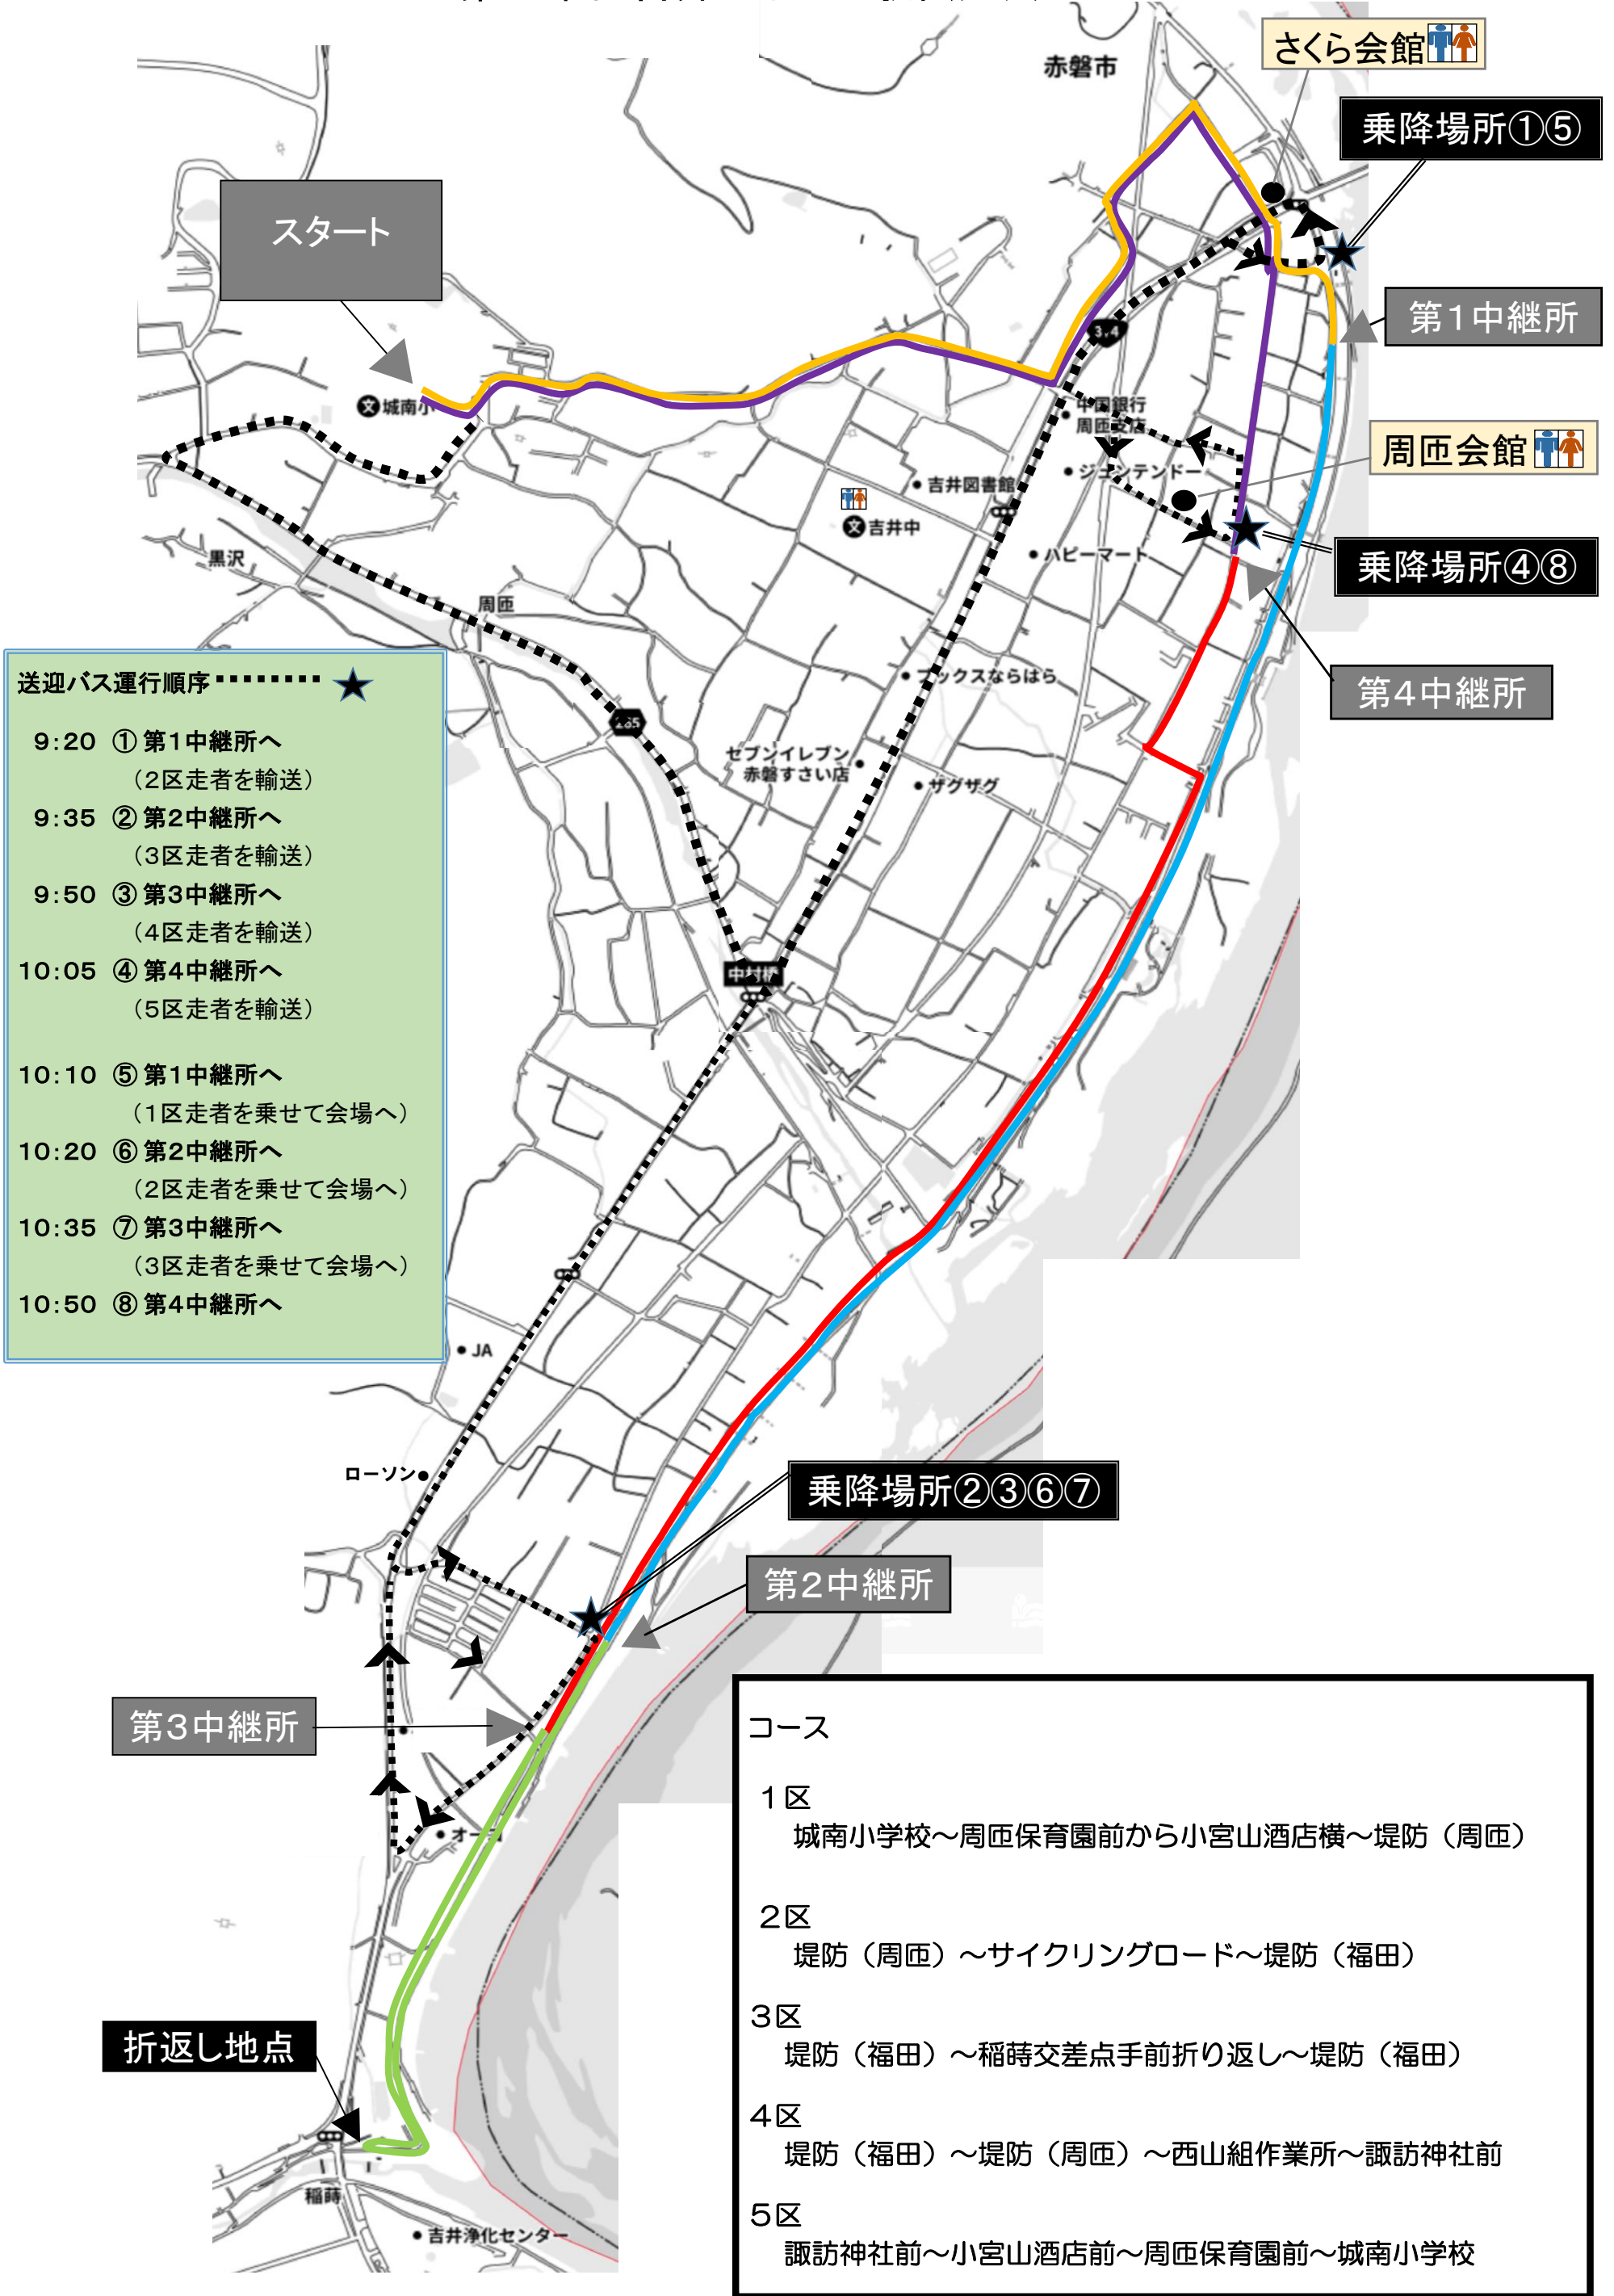 赤磐市
さくら会館
乗降場所①⑤
スタート
第1中継所
城南小
中国銀行
周匝支店
周匝会館
ジュンテンドー
吉井図書館
吉井中
ハピーマート
乗降場所④⑧
黒沢
周匝
第4中継所
ブックスならはら
セブンイレブン
赤磐すさい店
ザグザグ
中村橋
送迎バス運行順序
9:20 ① 第1中継所へ
(2区走者を輸送)
9:35 ② 第2中継所へ
(3区走者を輸送)
9:50 ③ 第3中継所へ
(4区走者を輸送)
10:05 ④ 第4中継所へ
(5区走者を輸送)
10:10 ⑤ 第1中継所へ
(1区走者を乗せて会場へ)
10:20 ⑥ 第2中継所へ
(2区走者を乗せて会場へ)
10:35 ⑦ 第3中継所へ
(3区走者を乗せて会場へ)
10:50 ⑧ 第4中継所へ
JA
ローソン
乗降場所②③⑥⑦
第2中継所
第3中継所
折返し地点
稲蒔
吉井浄化センター
コース
1区
城南小学校～周匝保育園前から小宮山酒店横～堤防（周匝）
2区
堤防（周匝）～サイクリングロード～堤防（福田）
3区
堤防（福田）～稲蒔交差点手前折り返し～堤防（福田）
4区
堤防（福田）～堤防（周匝）～西山組作業所～諏訪神社前
5区
諏訪神社前～小宮山酒店前～周匝保育園前～城南小学校